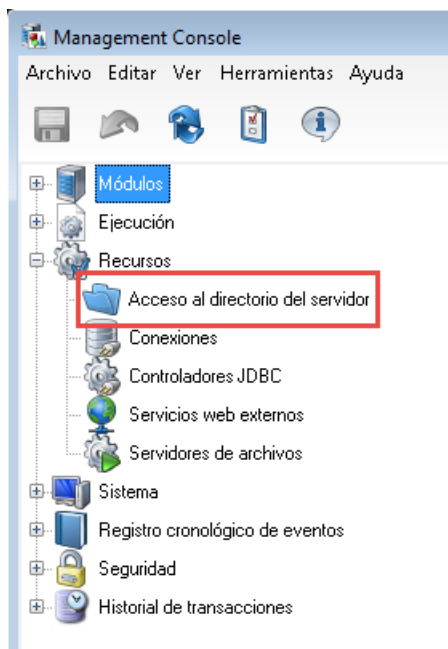 Management Console
Archivo Editar Ver Herramientas Ayuda
Módulos
Ejecución
Recursos
Acceso al directorio del servidor
Conexiones
Controladores JDBC
Servicios web externos
Servidores de archivos
Sistema
Registro cronológico de eventos
Seguridad
Historial de transacciones